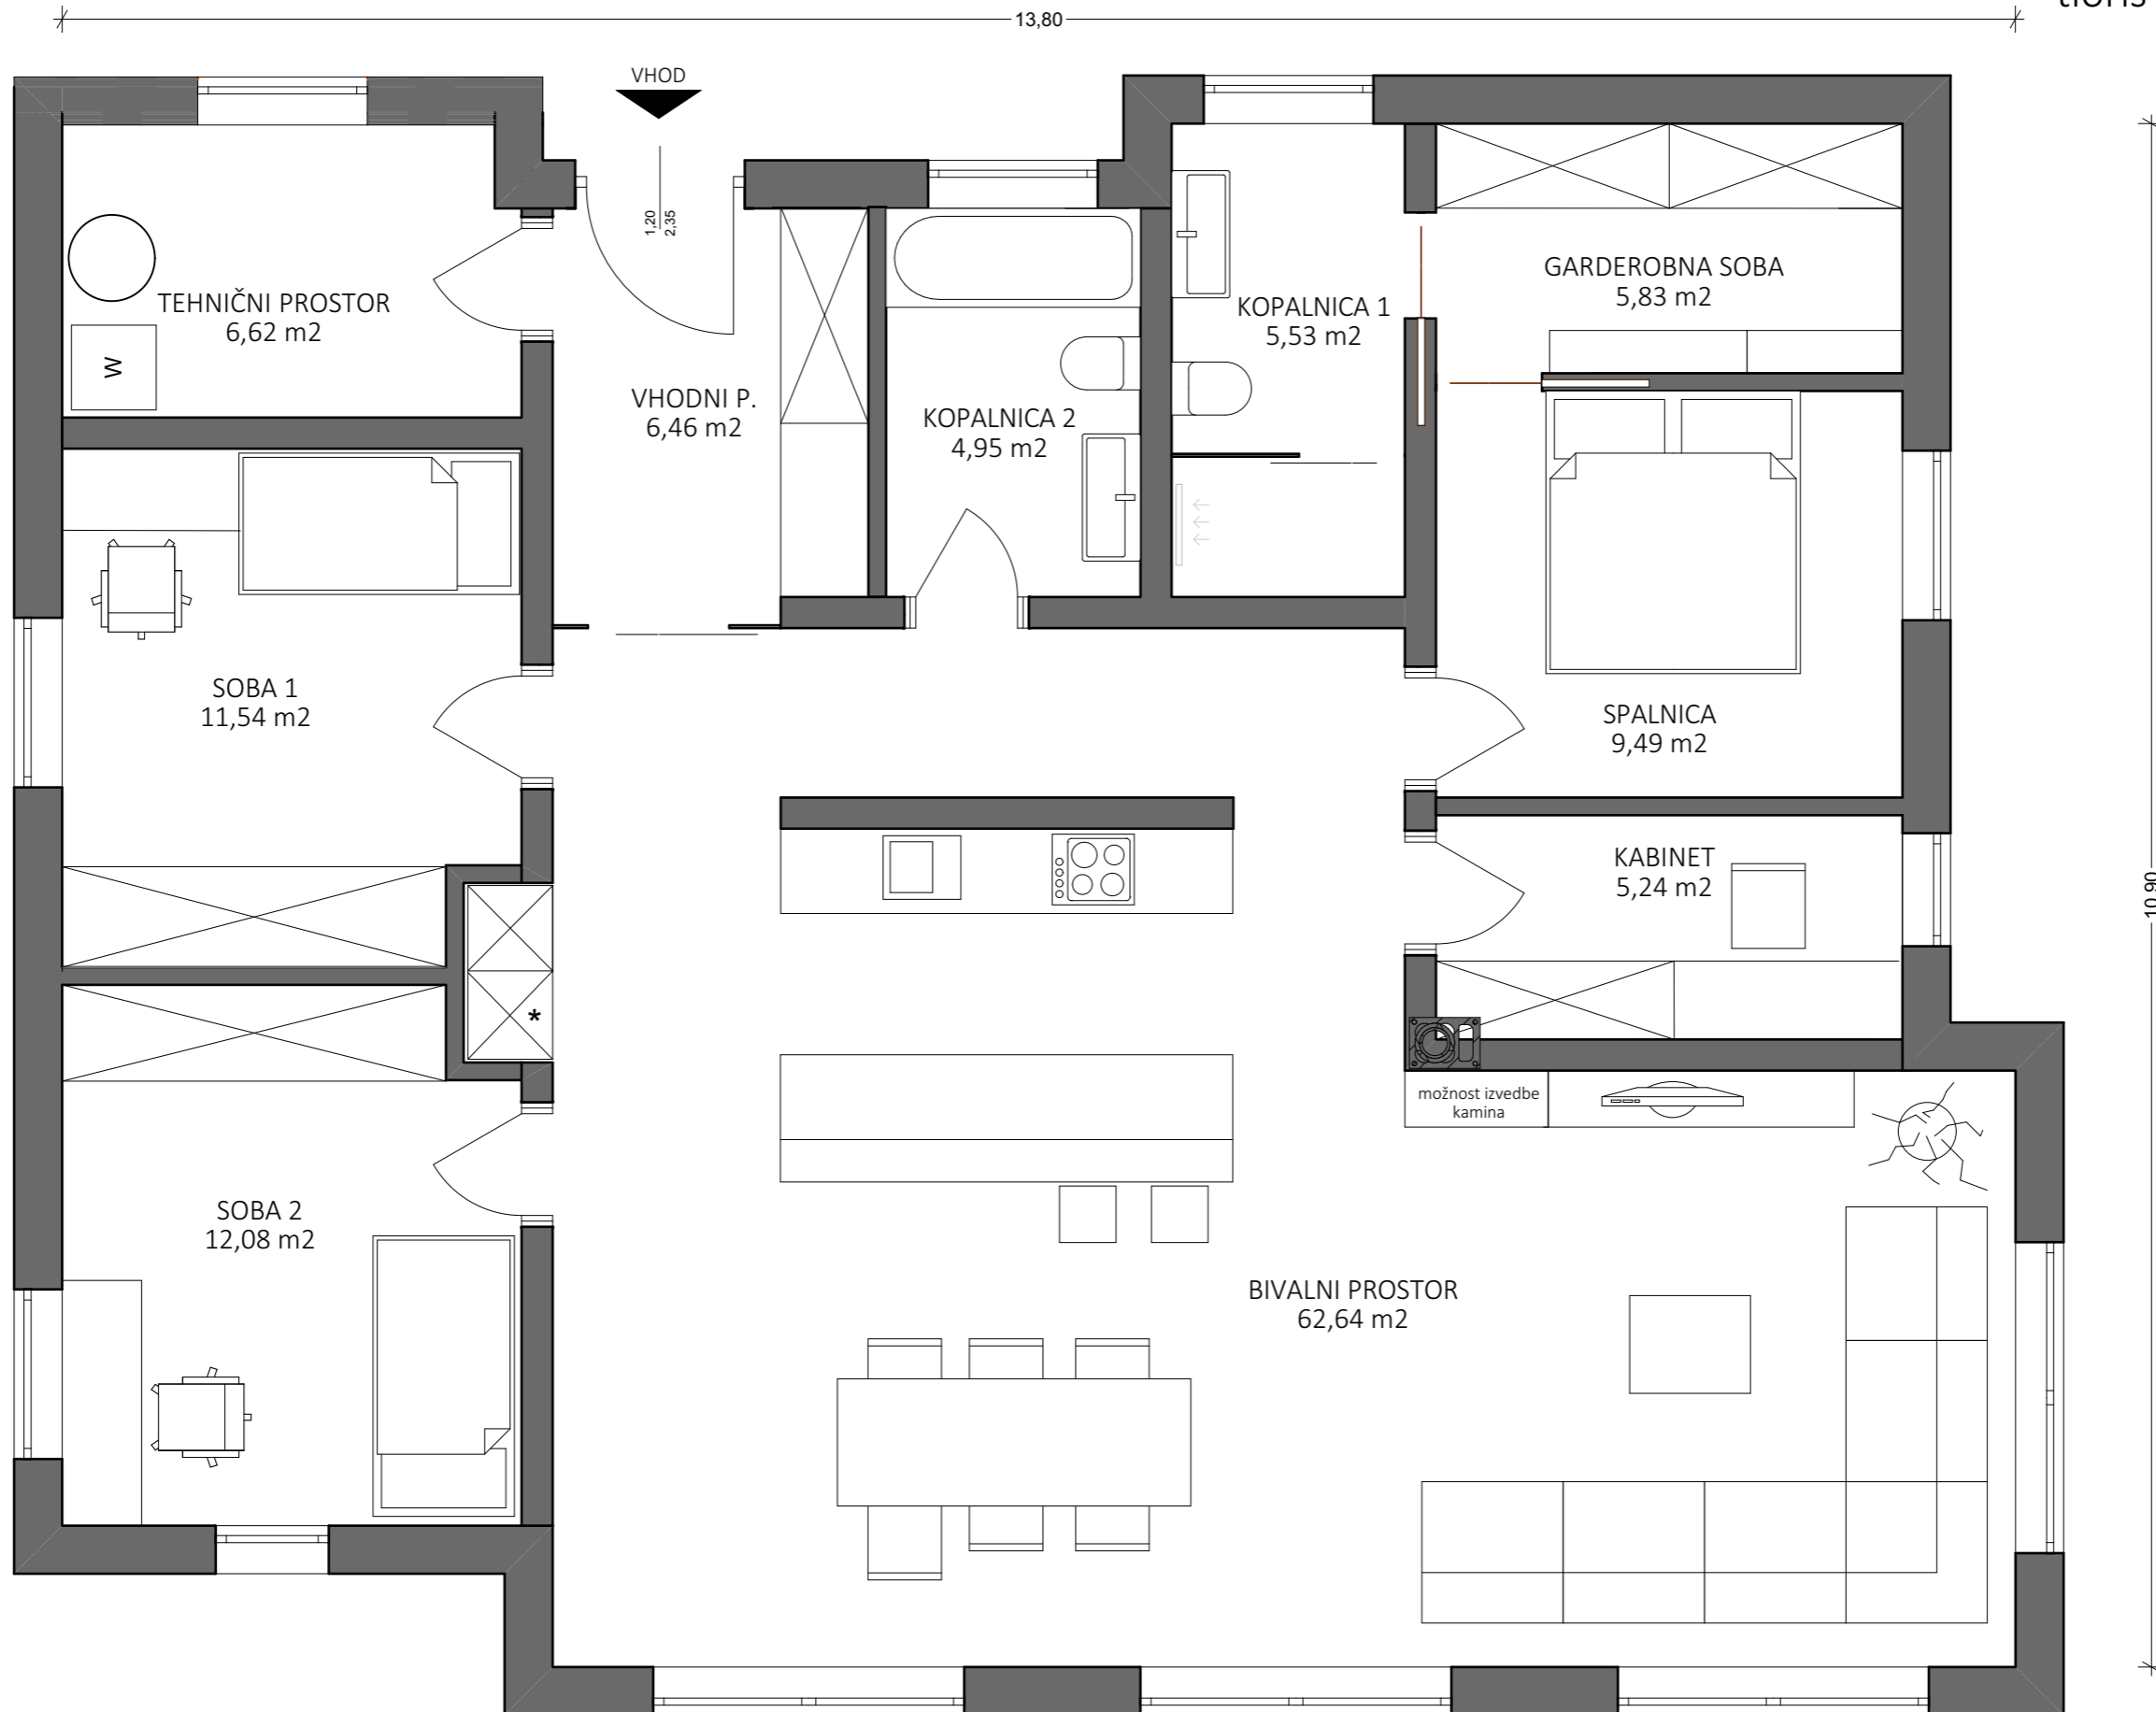 13,80
VHOD
1,20
2,35
TEHNIČNI PROSTOR
6,62 m2
W
VHODNI P.
6,46 m2
KOPALNICA 2
4,95 m2
KOPALNICA 1
5,53 m2
GARDEROBNA SOBA
5,83 m2
SOBA 1
11,54 m2
SPALNICA
9,49 m2
KABINET
5,24 m2
10,90
*
možnost izvedbe
kamina
SOBA 2
12,08 m2
BIVALNI PROSTOR
62,64 m2